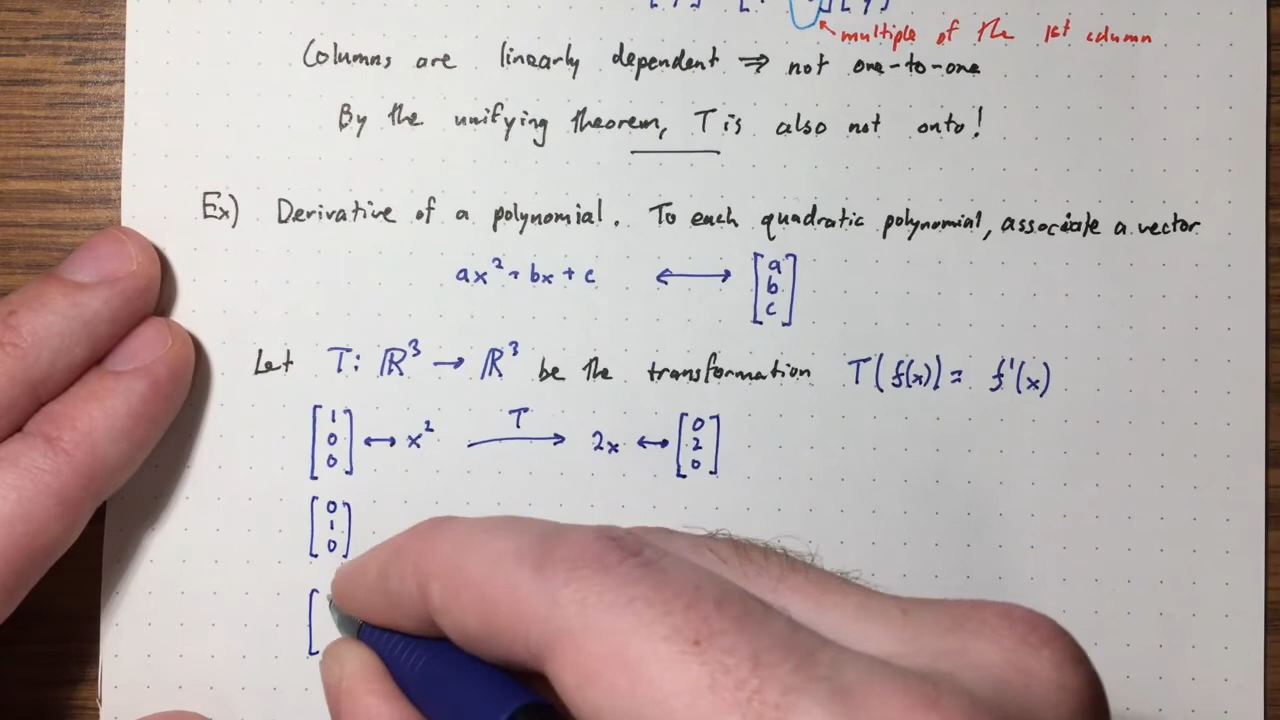 multiple of the 1st column
Columns are linearly dependent ⇒ not one-to-one
By the unifying theorem, T is also not onto!
Ex) Derivative of a polynomial. To each quadratic polynomial, associate a vector
ax² + bx + c ⟷ [a b c]
Let T: ℝ³ → ℝ³ be the transformation T(f(x)) = f'(x)
[1 0 0] ↔ x² T→ 2x ↔ [0 2 0]
[0 1 0]
[